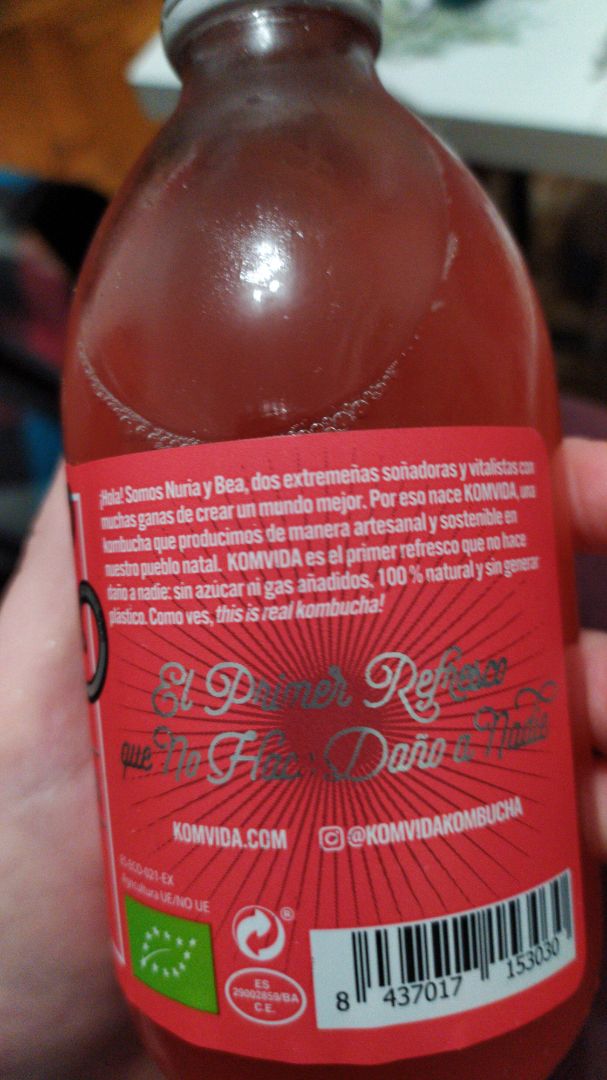 ¡Hola! Somos Nuria y Bea, dos extremeñas soñadoras y vitalistas con
muchas ganas de crear un mundo mejor. Por eso nace KOMVIDA, una
kombucha que producimos de manera artesanal y sostenible en
nuestro pueblo natal. KOMVIDA es el primer refresco que no hace
daño a nadie: sin azúcar ni gas añadidos. 100% natural y sin generar
plástico. Como ves, this is real kombucha!
El Primer Refresco
que No Hace Daño a Nadie
KOMVIDA.COM
@KOMVIDAKOMBUCHA
ES-ECO-021-EX
Agricultura UE/NO UE
®
ES
29002859/BA
C.E.
8 437017 153030